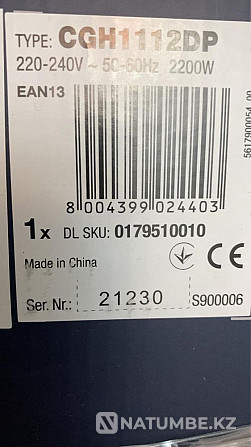 TYPE: CGH1112DP
220-240V ~ 50-60Hz 2200W
EAN13
8 004399 024403
1x DL SKU: 0179510010
Made in China
CE
Ser. Nr.: 21230 S900006
5617900054_00
NATUMBE.KZ